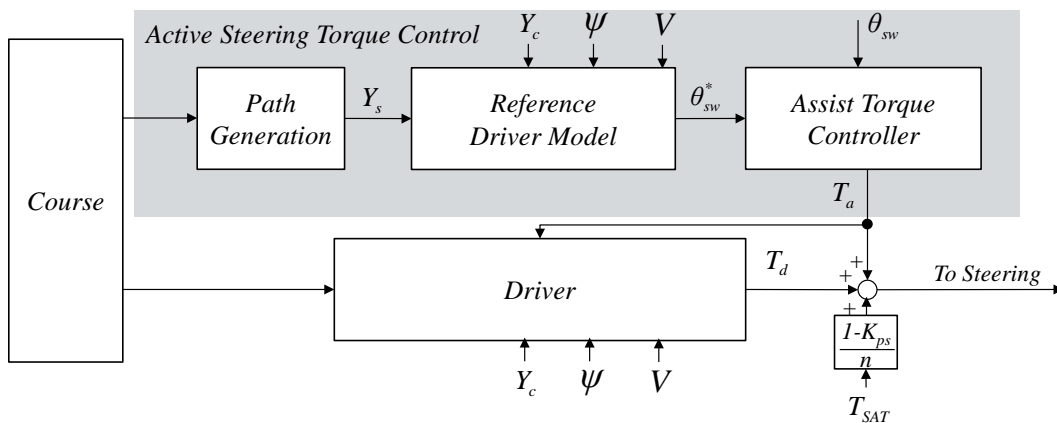 Active Steering Torque Control
Y_c
ψ
V
θ_sw
Path
Generation
Y_s
Reference
Driver Model
θ*_sw
Assist Torque
Controller
Course
T_a
Driver
T_d
+
+
+
To Steering
1-K_ps
n
Y_c
ψ
V
T_SAT